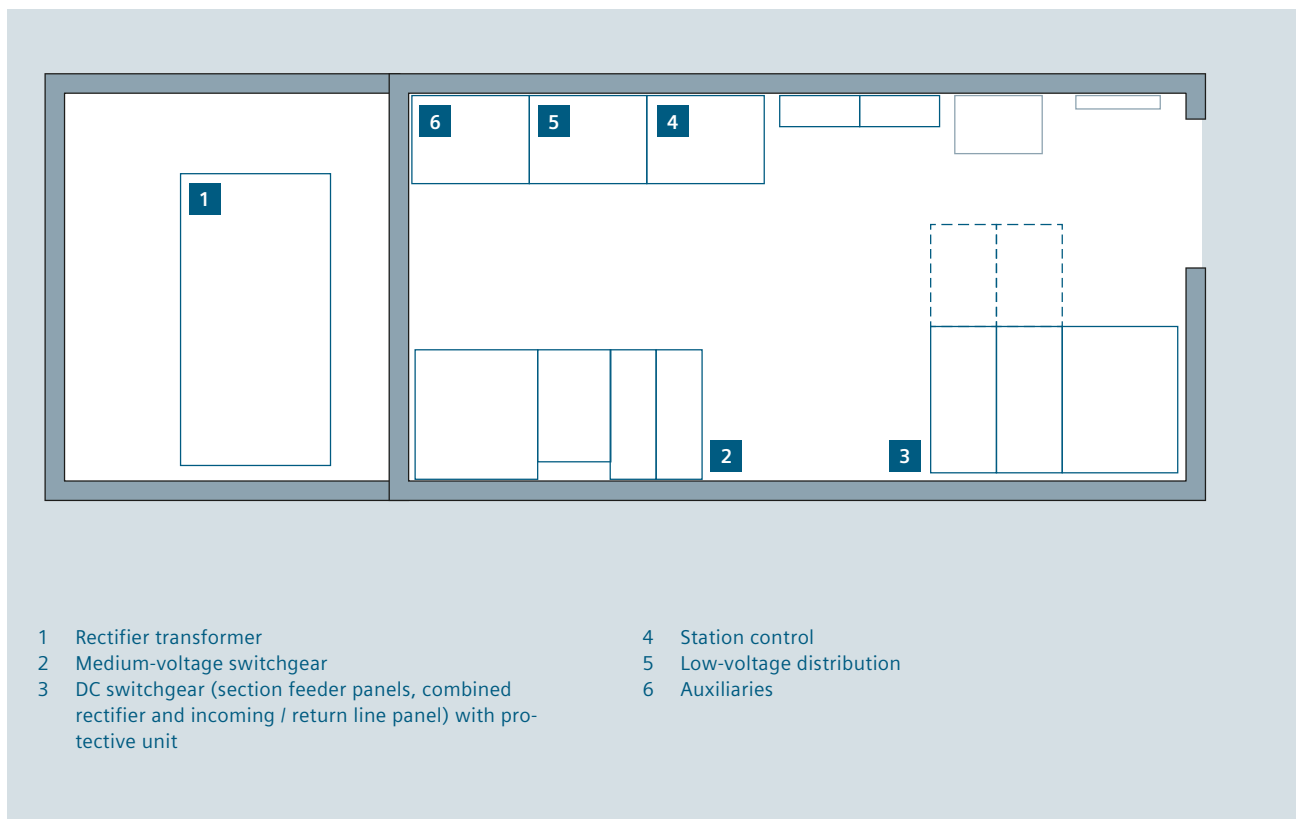 6
5
4
1
2
3
1 Rectifier transformer
2 Medium-voltage switchgear
3 DC switchgear (section feeder panels, combined
rectifier and incoming / return line panel) with pro-
tective unit
4 Station control
5 Low-voltage distribution
6 Auxiliaries